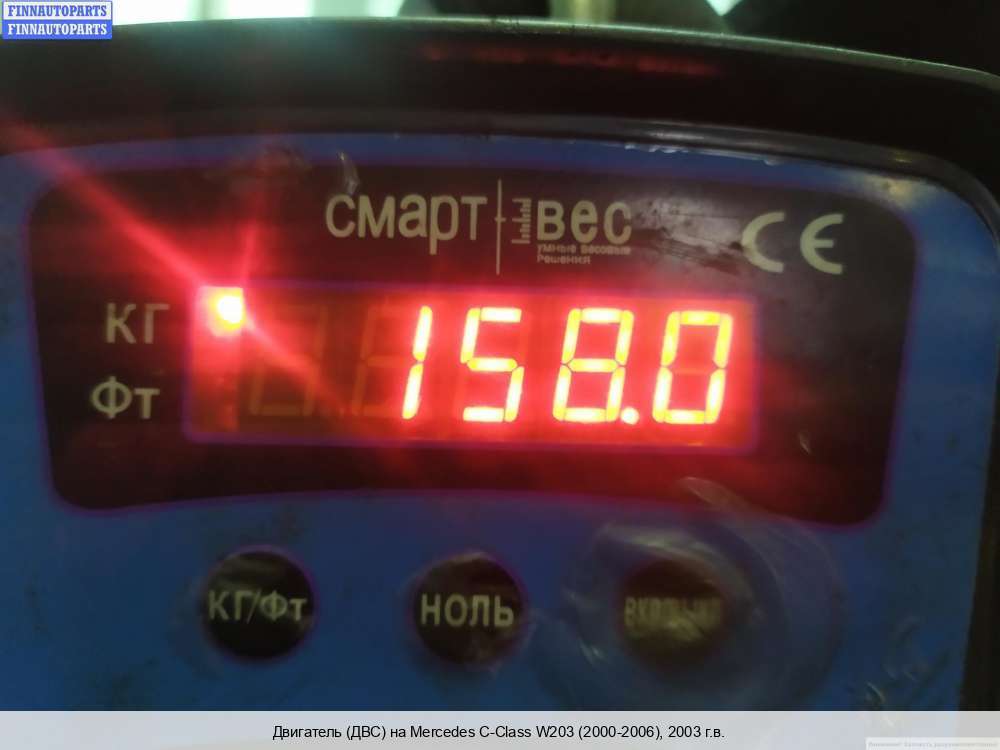 FINNAUTOPARTS
FINNAUTOPARTS
смарт вес
умные весовые
Решения
CE
КГ
Фт
158.0
КГ/Фт
НОЛЬ
Двигатель (ДВС) на Mercedes C-Class W203 (2000-2006), 2003 г.в.